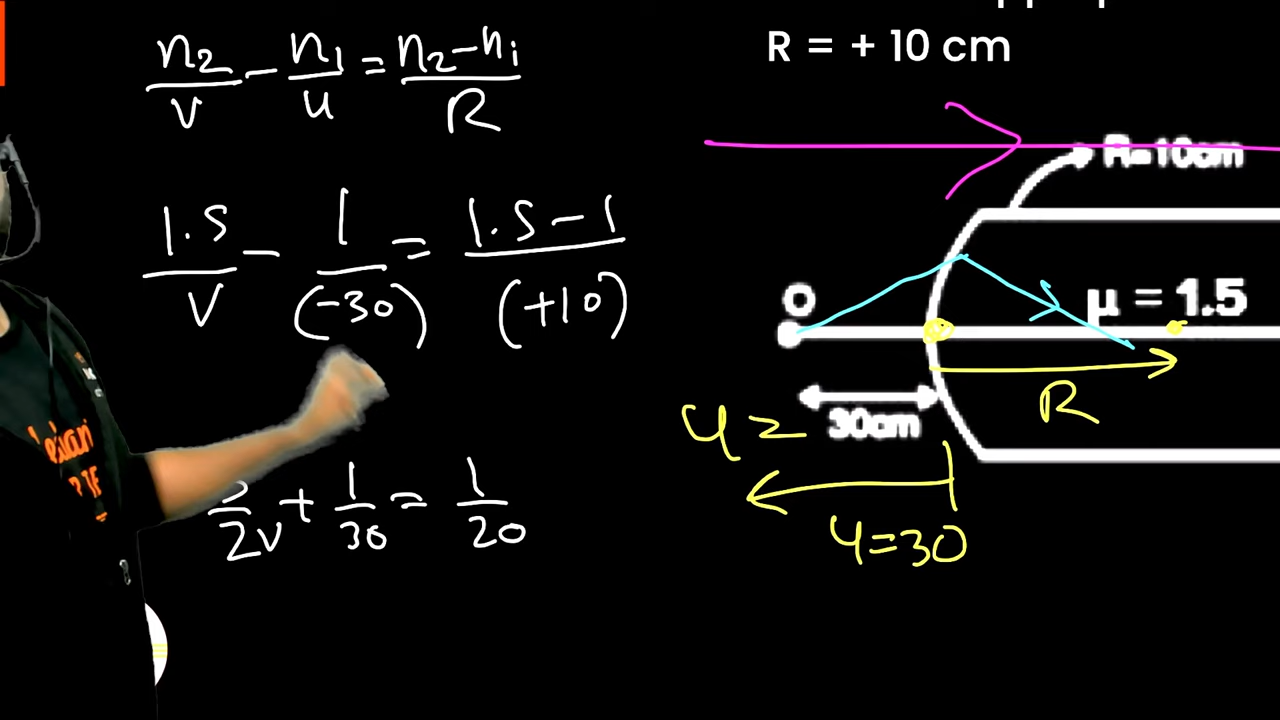 n₂/v − n₁/u = n₂−n₁/R
R = + 10 cm
R=10cm
1.5/v − 1/(−30) = 1.5−1/(+10)
O
μ = 1.5
R
u =
30cm
/2v + 1/30 = 1/20
u=30